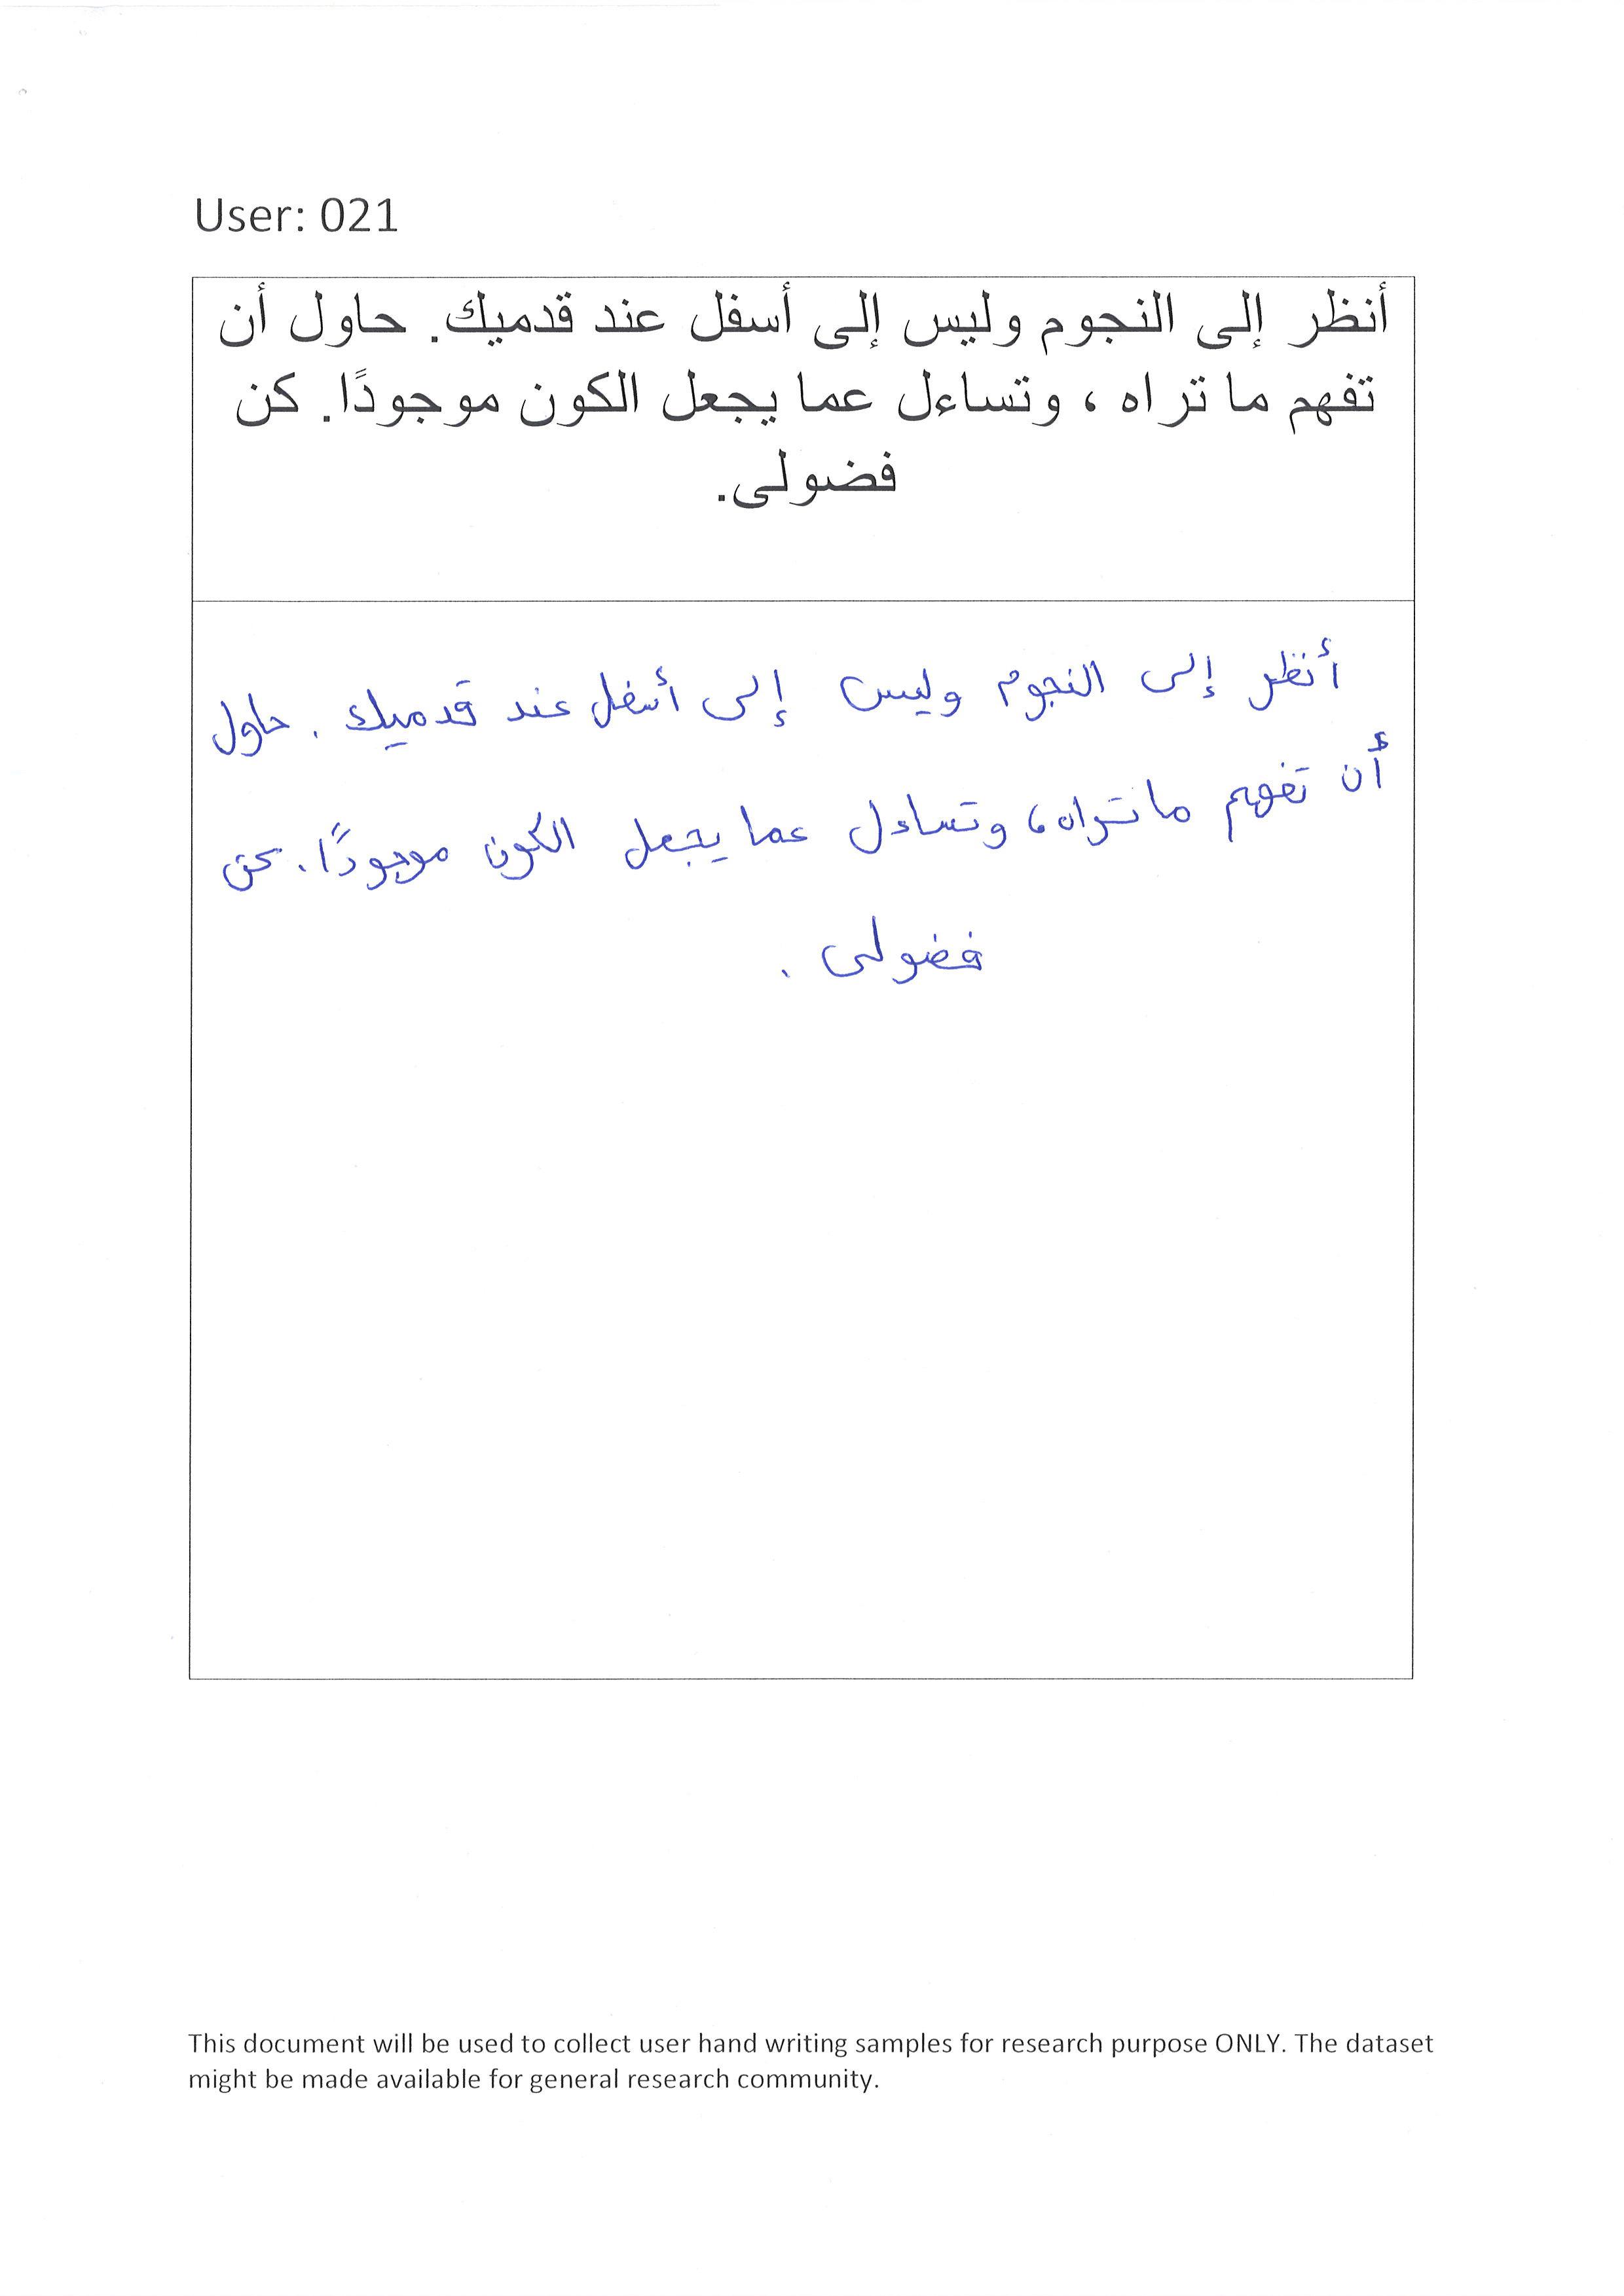 User: 021
أنظر إلى النجوم وليس إلى أسفل عند قدميك. حاول أن
تفهم ما تراه ، وتساءل عما يجعل الكون موجودًا. كن
فضولى.
أنظر إلى النجوم وليس إلى أسفل عند قدميك . حاول
أن تفهم ما تراه ، وتساءل عما يجعل الكون موجودًا . كن
فضولى .
This document will be used to collect user hand writing samples for research purpose ONLY. The dataset
might be made available for general research community.